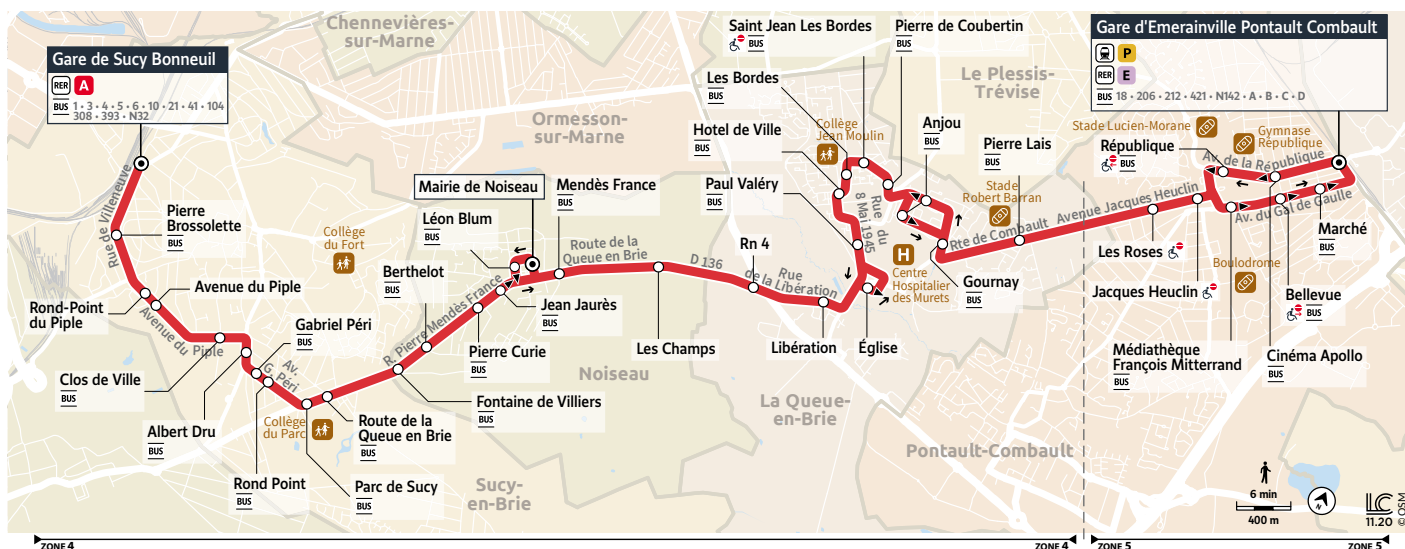 Gare de Sucy Bonneuil
RER A
BUS 1 • 3 • 4 • 5 • 6 • 10 • 21 • 41 • 104
308 • 393 • N32
Chennevières-
sur-Marne
Ormesson-
sur-Marne
Saint Jean Les Bordes
BUS
Pierre de Coubertin
BUS
Les Bordes
BUS
Le Plessis-
Trévise
Gare d'Emerainville Pontault Combault
P
RER E
BUS 18 • 206 • 212 • 421 • N142 • A • B • C • D
Hotel de Ville
BUS
Collège
Jean Moulin
Anjou
BUS
Pierre Lais
BUS
Stade Lucien-Morane
Gymnase
République
République
BUS
Av. de la République
Rue de Villeneuve
Mairie de Noiseau
Mendès France
BUS
Paul Valéry
BUS
Rue du
8 Mai 1945
Stade
Robert Barran
Avenue Jacques Heuclin
Av. du Gal de Gaulle
Pierre
Brossolette
BUS
Collège
du Fort
Léon Blum
BUS
Route de la
Queue en Brie
Rn 4
H
Centre
Hospitalier
des Murets
Rte de Combault
Marché
BUS
Les Roses
Boulodrome
Berthelot
BUS
D 136
Rue
de la Libération
Gournay
BUS
Jacques Heuclin
Bellevue
BUS
Avenue du Piple
Rond-Point
du Piple
Avenue du Piple
Gabriel Péri
BUS
R. Pierre Mendès France
Jean Jaurès
BUS
Pierre Curie
BUS
Les Champs
Libération
Église
Médiathèque
François Mitterrand
BUS
Cinéma Apollo
BUS
Clos de Ville
BUS
Av.
G. Péri
Noiseau
Fontaine de Villiers
BUS
La Queue-
en-Brie
Albert Dru
BUS
Collège
du Parc
Route de la
Queue en Brie
BUS
Pontault-Combault
Rond Point
BUS
Parc de Sucy
BUS
Sucy-
en-Brie
6 min
400 m
N
LC
11.20
© OSM
ZONE 4
ZONE 4
ZONE 5
ZONE 5